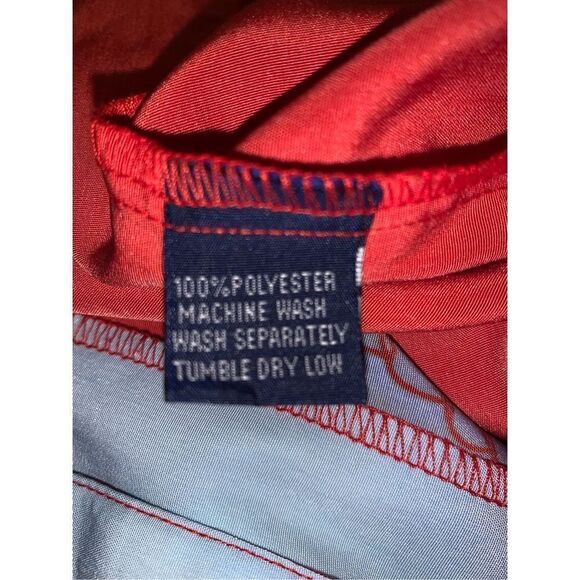 100%POLYESTER
MACHINE WASH
WASH SEPARATELY
TUMBLE DRY LOW